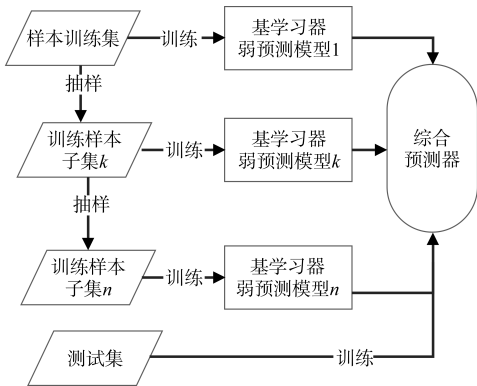 样本训练集
训练
基学习器
弱预测模型1
抽样
训练样本
子集k
训练
基学习器
弱预测模型k
综合
预测器
抽样
训练样本
子集n
训练
基学习器
弱预测模型n
测试集
训练